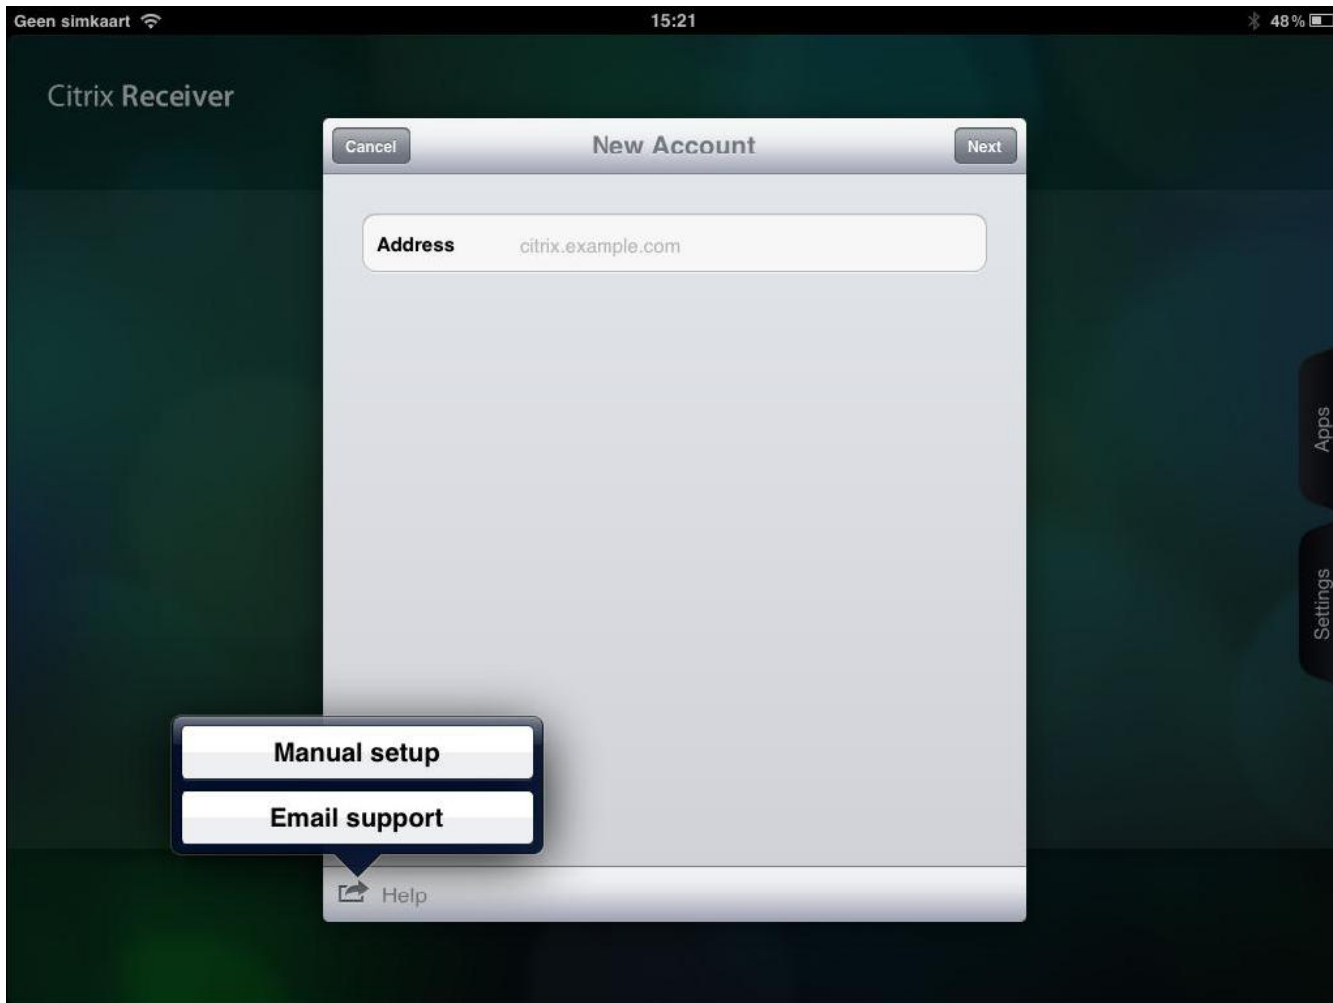 Geen simkaart 15:21 48%
Citrix Receiver
Cancel New Account Next
Address citrix.example.com
Apps
Settings
Manual setup
Email support
Help